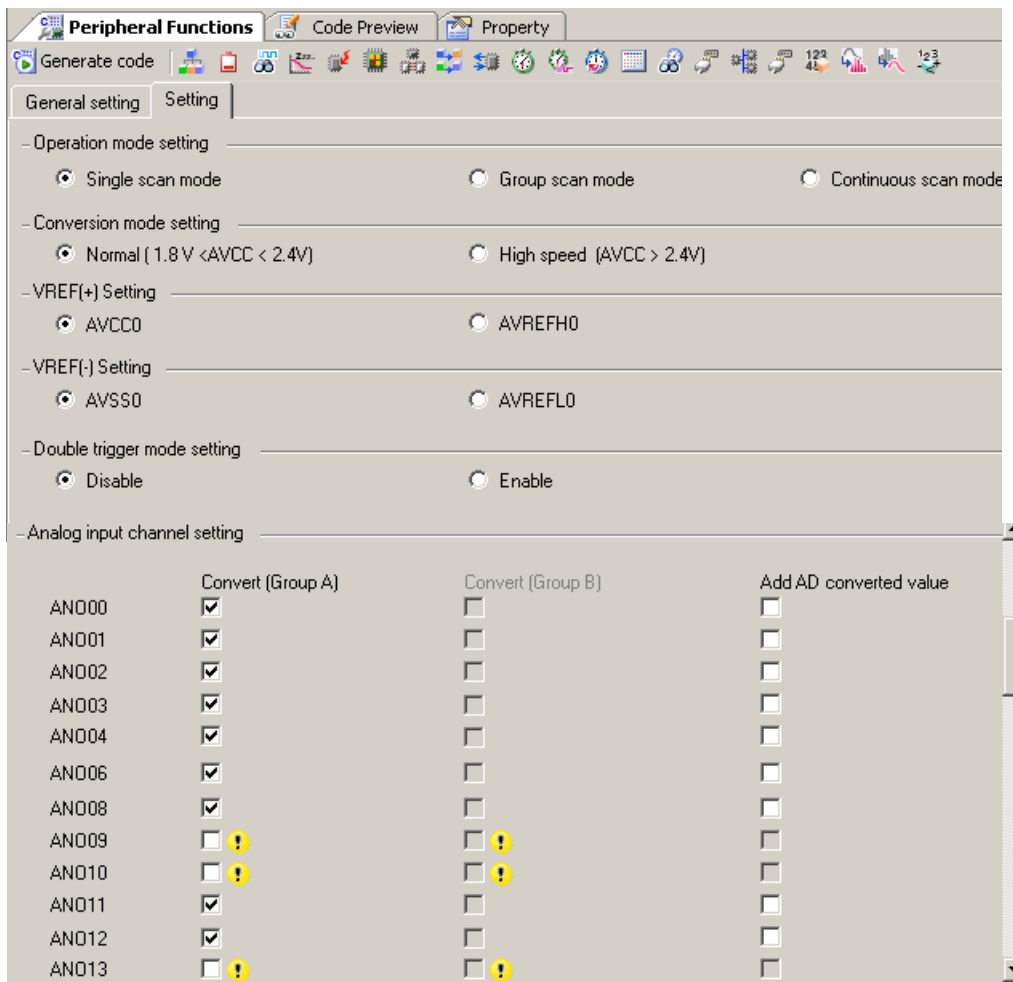 Peripheral Functions Code Preview Property
Generate code
General setting Setting
Operation mode setting
Single scan mode Group scan mode Continuous scan mode
Conversion mode setting
Normal ( 1.8 V <AVCC < 2.4V) High speed (AVCC > 2.4V)
VREF(+) Setting
AVCC0 AVREFH0
VREF(-) Setting
AVSS0 AVREFL0
Double trigger mode setting
Disable Enable
Analog input channel setting
Convert (Group A) Convert (Group B) Add AD converted value
AN000
AN001
AN002
AN003
AN004
AN006
AN008
AN009
AN010
AN011
AN012
AN013